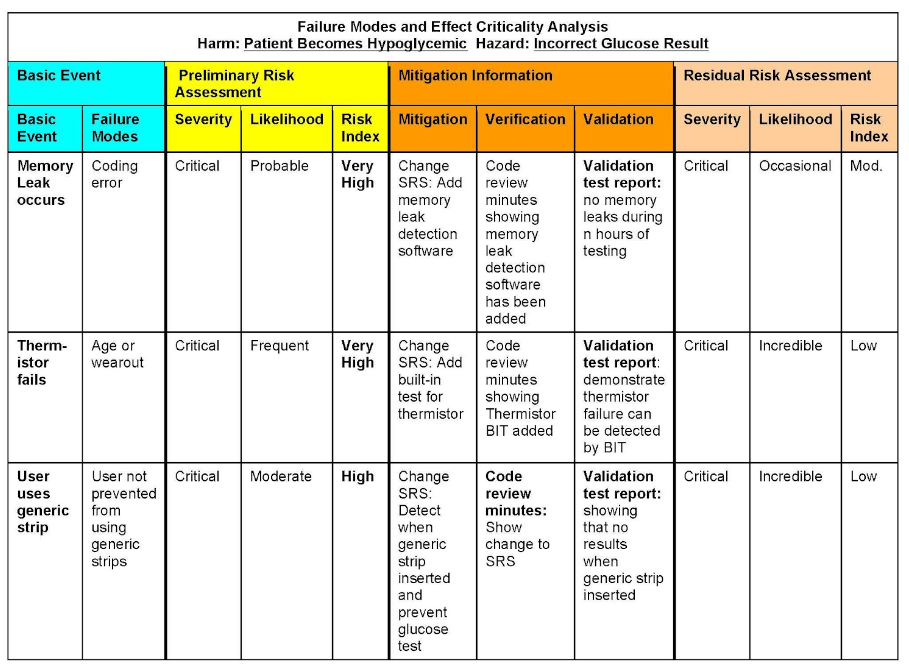 Failure Modes and Effect Criticality Analysis
Harm: Patient Becomes Hypoglycemic Hazard: Incorrect Glucose Result
Basic Event
Preliminary Risk
Assessment
Mitigation Information
Residual Risk Assessment
Basic
Event
Failure
Modes
Severity
Likelihood
Risk
Index
Mitigation
Verification
Validation
Severity
Likelihood
Risk
Index
Memory
Leak
occurs
Coding
error
Critical
Probable
Very
High
Change
SRS: Add
memory
leak
detection
software
Code
review
minutes
showing
memory
leak
detection
software
has been
added
Validation
test report:
no memory
leaks during
n hours of
testing
Critical
Occasional
Mod.
Therm-
istor
fails
Age or
wearout
Critical
Frequent
Very
High
Change
SRS: Add
built-in
test for
thermistor
Code
review
minutes
showing
Thermistor
BIT added
Validation
test report:
demonstrate
thermistor
failure can
be detected
by BIT
Critical
Incredible
Low
User
uses
generic
strip
User not
prevented
from
using
generic
strips
Critical
Moderate
High
Change
SRS:
Detect
when
generic
strip
inserted
and
prevent
glucose
test
Code
review
minutes:
Show
change to
SRS
Validation
test report:
showing
that no
results
when
generic strip
inserted
Critical
Incredible
Low